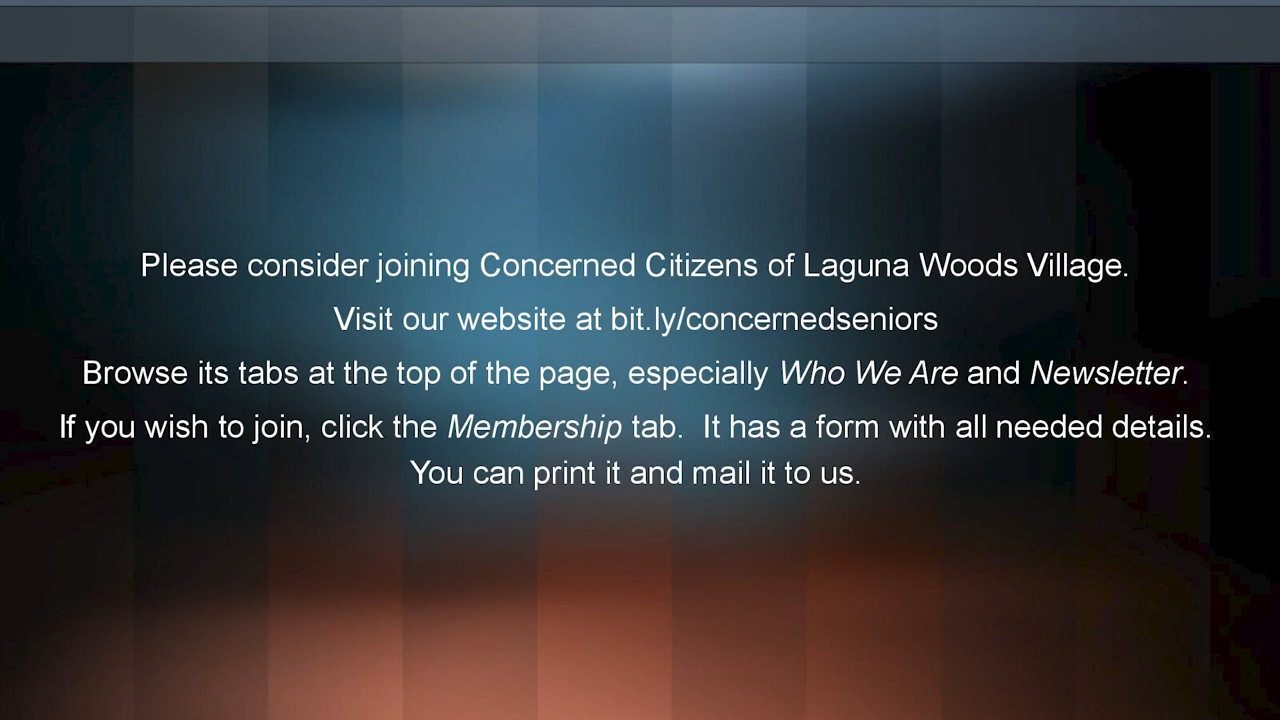 Please consider joining Concerned Citizens of Laguna Woods Village.
Visit our website at bit.ly/concernedseniors
Browse its tabs at the top of the page, especially Who We Are and Newsletter.
If you wish to join, click the Membership tab.  It has a form with all needed details.
You can print it and mail it to us.